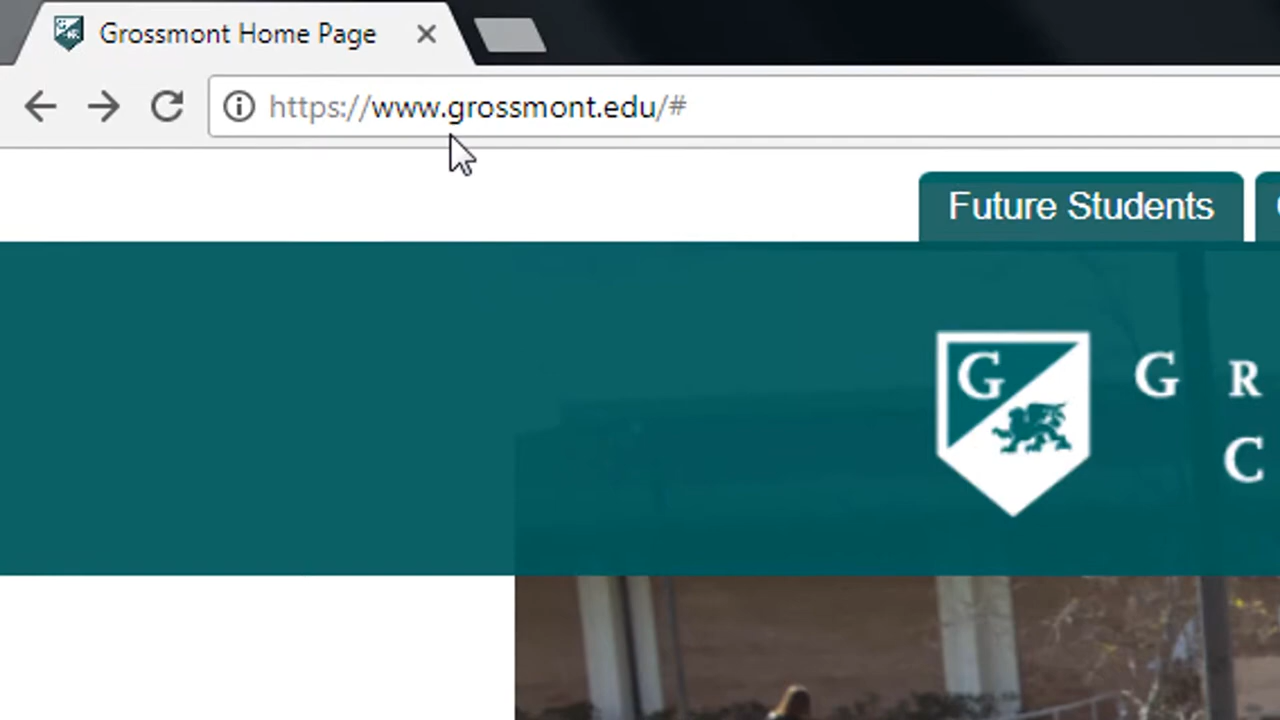 Grossmont Home Page
https://www.grossmont.edu/#
Future Students
G
G R
C